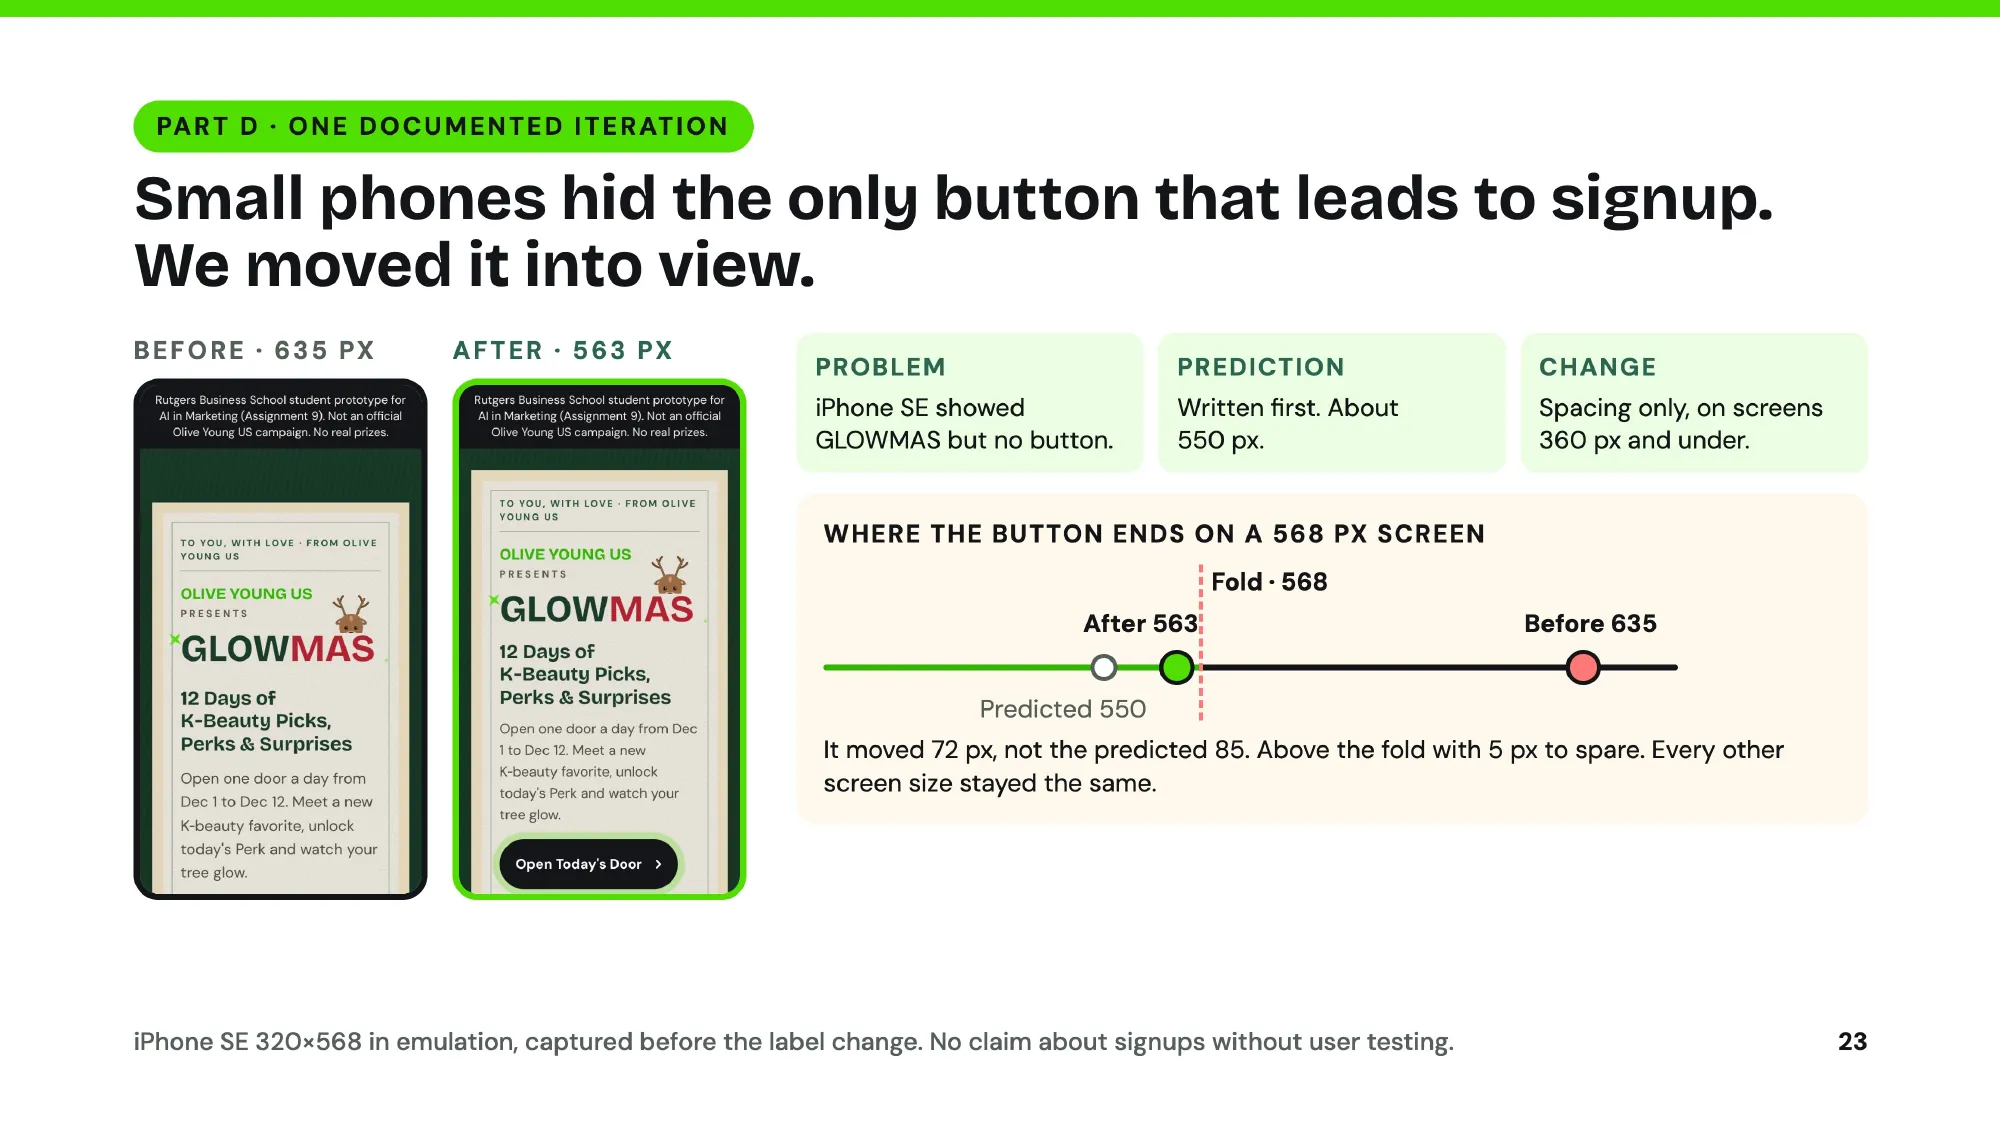 PART D · ONE DOCUMENTED ITERATION
Small phones hid the only button that leads to signup.
We moved it into view.
BEFORE · 635 PX
Rutgers Business School student prototype for
AI in Marketing (Assignment 9). Not an official
Olive Young US campaign. No real prizes.
TO YOU, WITH LOVE · FROM OLIVE
YOUNG US
OLIVE YOUNG US
PRESENTS
GLOWMAS
12 Days of
K-Beauty Picks,
Perks & Surprises
Open one door a day from
Dec 1 to Dec 12. Meet a new
K-beauty favorite, unlock
today's Perk and watch your
tree glow.
AFTER · 563 PX
Rutgers Business School student prototype for
AI in Marketing (Assignment 9). Not an official
Olive Young US campaign. No real prizes.
TO YOU, WITH LOVE · FROM OLIVE
YOUNG US
OLIVE YOUNG US
PRESENTS
GLOWMAS
12 Days of
K-Beauty Picks,
Perks & Surprises
Open one door a day from Dec
1 to Dec 12. Meet a new
K-beauty favorite, unlock
today's Perk and watch your
tree glow.
Open Today's Door >
PROBLEM
iPhone SE showed
GLOWMAS but no button.
PREDICTION
Written first. About
550 px.
CHANGE
Spacing only, on screens
360 px and under.
WHERE THE BUTTON ENDS ON A 568 PX SCREEN
Fold · 568
After 563
Before 635
Predicted 550
It moved 72 px, not the predicted 85. Above the fold with 5 px to spare. Every other
screen size stayed the same.
iPhone SE 320×568 in emulation, captured before the label change. No claim about signups without user testing.
23